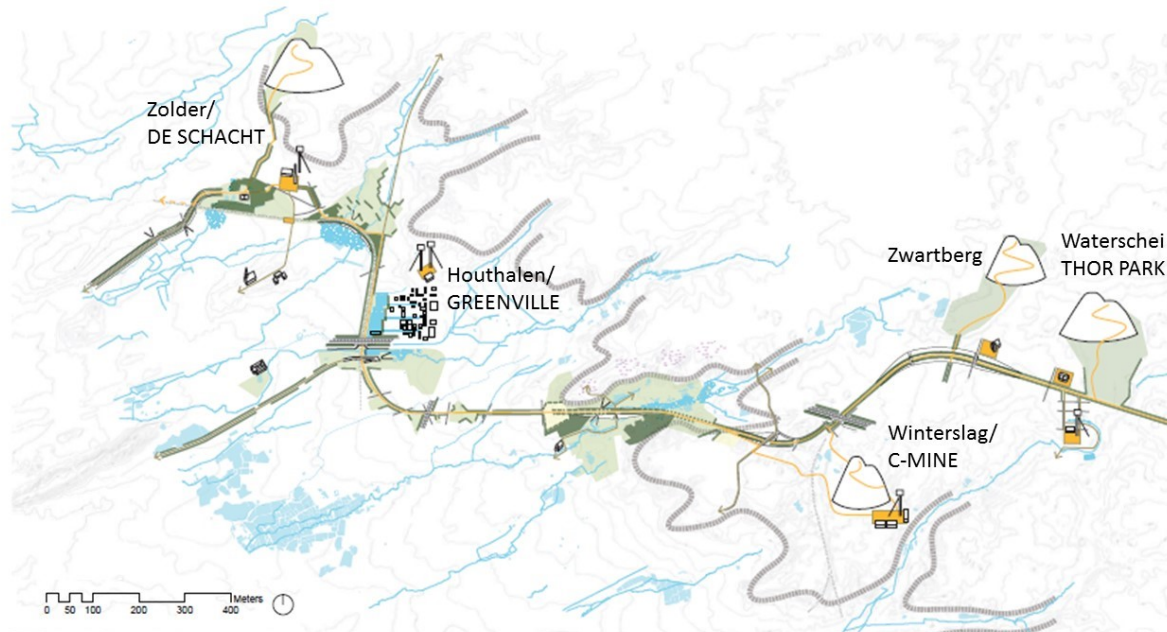 Zolder/
DE SCHACHT
Houthalen/
GREENVILLE
Zwartberg
Waterschei
THOR PARK
Winterslag/
C-MINE
Meters
0 50 100 200 300 400